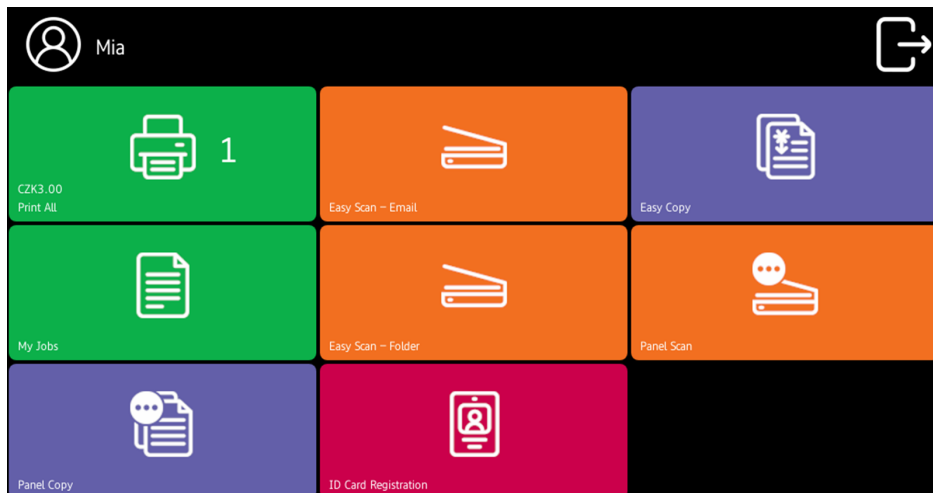 Mia
1
CZK3.00
Print All
Easy Scan – Email
Easy Copy
My Jobs
Easy Scan – Folder
Panel Scan
Panel Copy
ID Card Registration